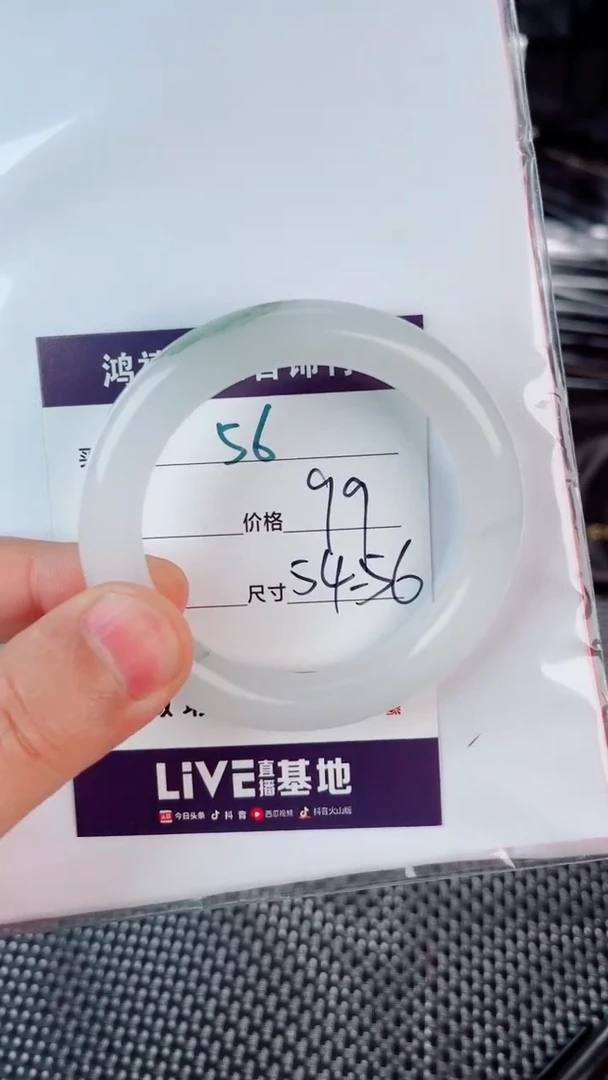 鸿
56
价格 99
尺寸 54-56
LiVE直播基地
今日头条 抖音 西瓜视频 抖音火山版